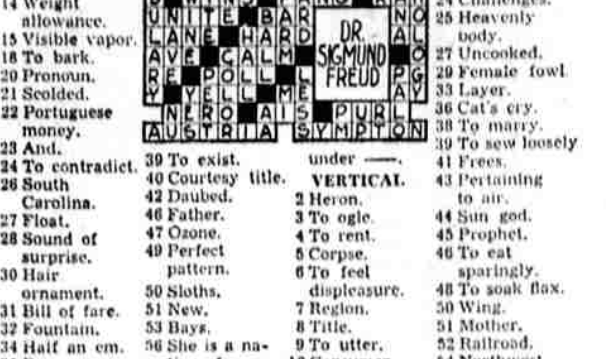 14 Weight
allowance.
15 Visible vapor.
18 To bark.
20 Pronoun.
21 Scolded.
22 Portuguese
money.
23 And.
24 To contradict.
26 South
Carolina.
27 Float.
28 Sound of
surprise.
30 Hair
ornament.
31 Bill of fare.
32 Fountain.
34 Half an em.
UNITE BAR NO
LANE HARD AL
AVE CALM O
RE POLL L PG
Y YELL ME AY
NERO AIS PURL
AUSTRIA SYMPTON
DR.
SIGMUND
FREUD
39 To exist.
40 Courtesy title.
42 Daubed.
46 Father.
47 Ozone.
49 Perfect
pattern.
50 Sloths.
51 New.
53 Bays.
56 She is a na-
under —.
VERTICAL
2 Heron.
3 To ogle.
4 To rent.
5 Corpse.
6 To feel
displeasure.
7 Region.
8 Title.
9 To utter.
24 Challenges.
25 Heavenly
body.
27 Uncooked.
29 Female fowl
33 Layer.
36 Cat's cry.
38 To marry.
39 To sew loosely
41 Frees.
43 Pertaining
to air.
44 Sun god.
45 Prophet.
46 To eat
sparingly.
48 To soak flax.
50 Wing.
51 Mother.
52 Railroad.